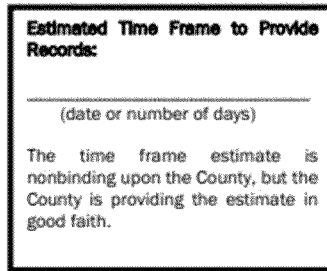 Estimated Time Frame to Provide
Records:
(date or number of days)
The time frame estimate is
nonbinding upon the County, but the
County is providing the estimate in
good faith.